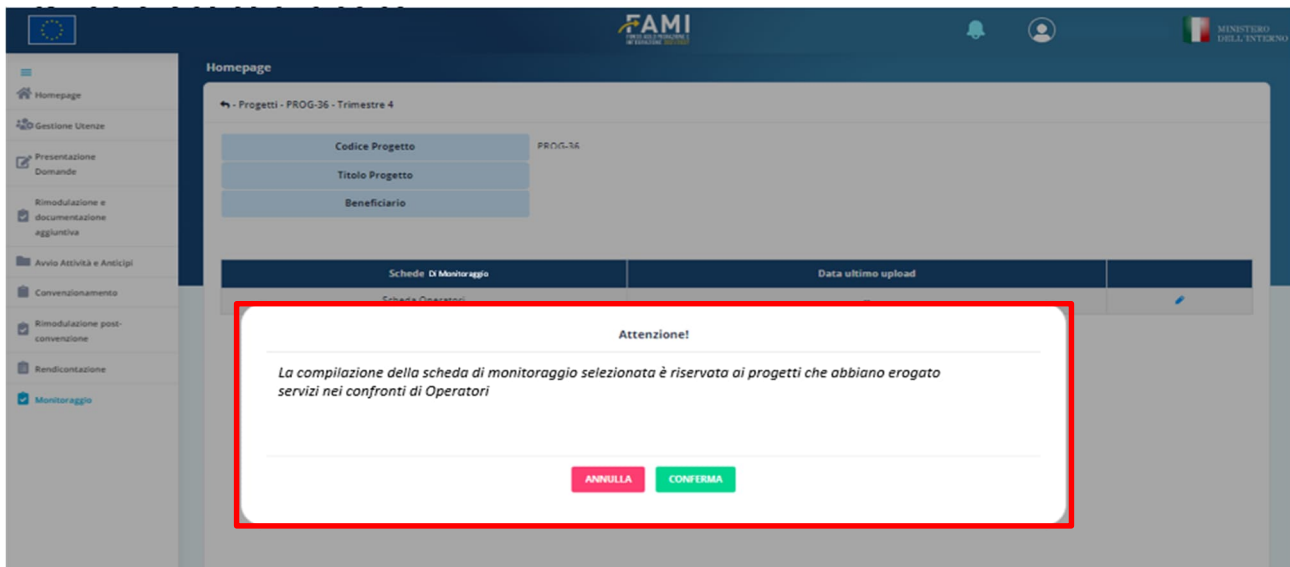 FAMI
MINISTERO
DELL'INTERNO
Homepage
Homepage
Gestione Utenze
Presentazione
Domande
Rimodulazione e
documentazione
aggiuntiva
Avvio Attività e Anticipi
Convenzionamento
Rimodulazione post-
convenzione
Rendicontazione
Monitoraggio
- Progetti - PROG-36 - Trimestre 4
Codice Progetto PROG-36
Titolo Progetto
Beneficiario
Schede Di Monitoraggio Data ultimo upload
Scheda Operatori --
Attenzione!
La compilazione della scheda di monitoraggio selezionata è riservata ai progetti che abbiano erogato
servizi nei confronti di Operatori
ANNULLA CONFERMA